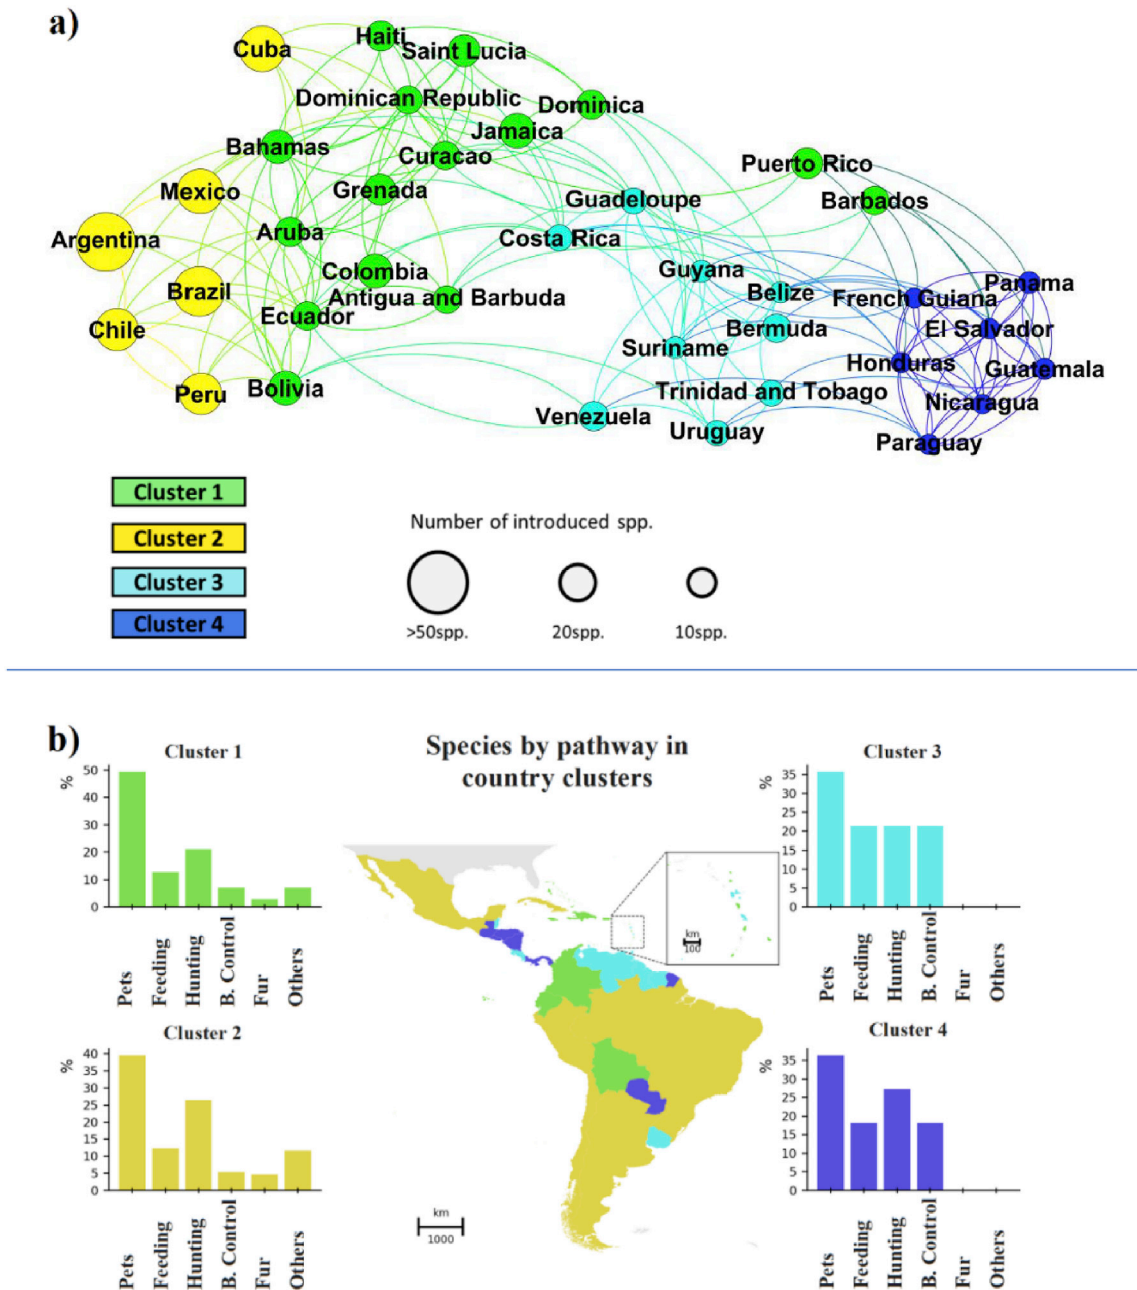 a)
Cuba
Haiti
Saint Lucia
Dominican Republic
Dominica
Jamaica
Bahamas
Curacao
Puerto Rico
Mexico
Grenada
Guadeloupe
Barbados
Argentina
Aruba
Costa Rica
Colombia
Guyana
Panama
Brazil
Antigua and Barbuda
Belize
French Guiana
Ecuador
Chile
Bermuda
El Salvador
Suriname
Honduras
Guatemala
Peru
Bolivia
Trinidad and Tobago
Nicaragua
Venezuela
Uruguay
Paraguay
Cluster 1
Cluster 2
Cluster 3
Cluster 4
Number of introduced spp.
>50spp.
20spp.
10spp.
b)
Species by pathway in
country clusters
Cluster 1
%
50
40
30
20
10
0
Pets
Feeding
Hunting
B. Control
Fur
Others
Cluster 3
%
35
30
25
20
15
10
5
0
Pets
Feeding
Hunting
B. Control
Fur
Others
km
100
Cluster 2
%
40
35
30
25
20
15
10
5
0
Pets
Feeding
Hunting
B. Control
Fur
Others
km
1000
Cluster 4
%
35
30
25
20
15
10
5
0
Pets
Feeding
Hunting
B. Control
Fur
Others